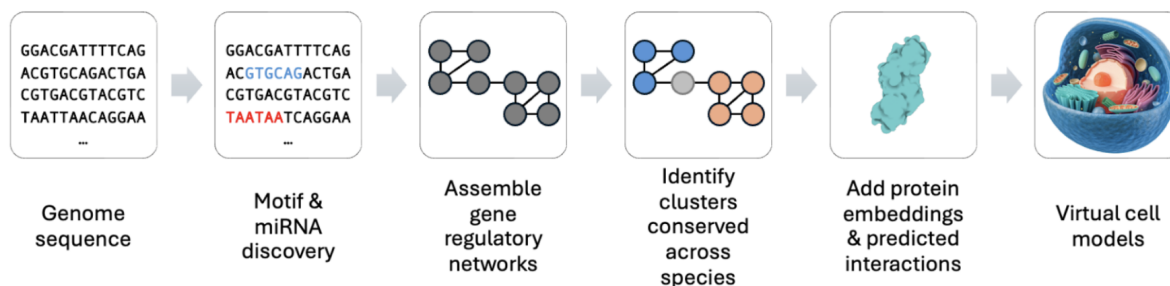 GGACGATTTTCAG
ACGTGCAGACTGA
CGTGACGTACGTC
TAATTAACAGGAA
...
Genome
sequence
GGACGATTTTCAG
ACGTGCAGACTGA
CGTGACGTACGTC
TAATAATCAGGAA
...
Motif &
miRNA
discovery
Assemble
gene
regulatory
networks
Identify
clusters
conserved
across
species
Add protein
embeddings
& predicted
interactions
Virtual cell
models